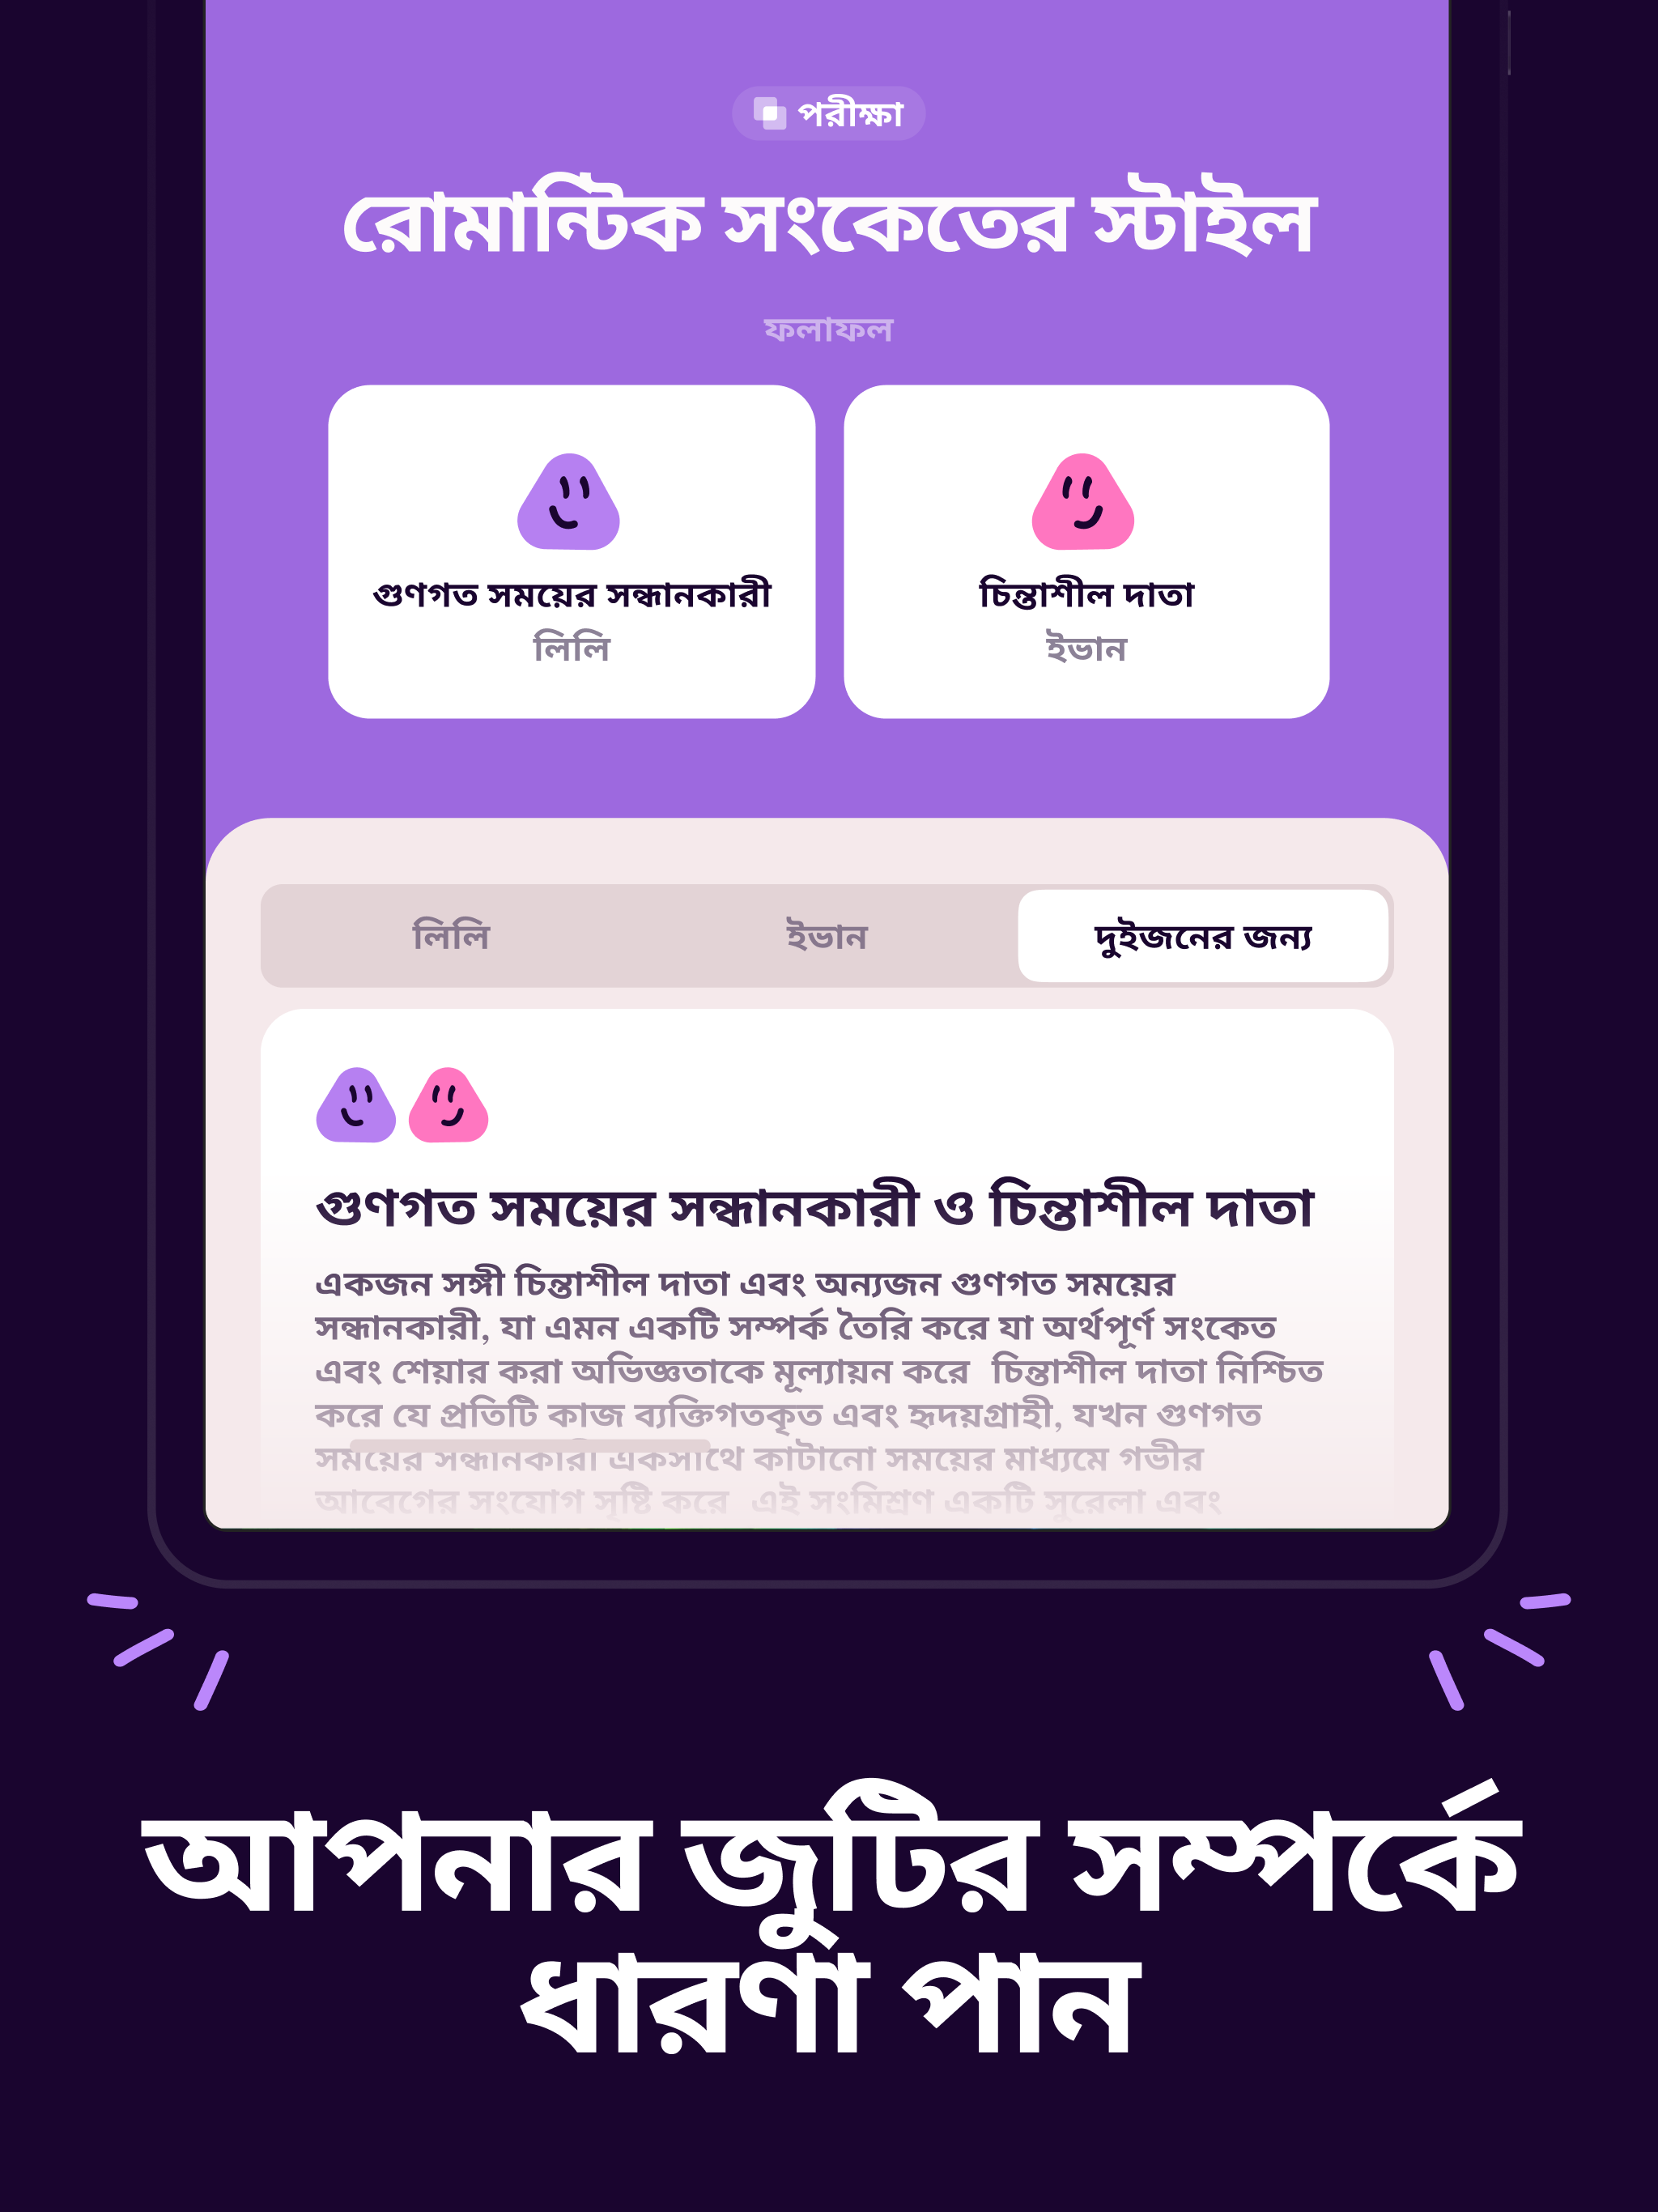 পরীক্ষা
রোমান্টিক সংকেতের স্টাইল
ফলাফল
গুণগত সময়ের সন্ধানকারী
লিলি
চিন্তাশীল দাতা
ইভান
লিলি
ইভান
দুইজনের জন্য
গুণগত সময়ের সন্ধানকারী ও চিন্তাশীল দাতা
একজন সঙ্গী চিন্তাশীল দাতা এবং অন্যজন গুণগত সময়ের
সন্ধানকারী, যা এমন একটি সম্পর্ক তৈরি করে যা অর্থপূর্ণ সংকেত
এবং শেয়ার করা অভিজ্ঞতাকে মূল্যায়ন করে  চিন্তাশীল দাতা নিশ্চিত
করে যে প্রতিটি কাজ ব্যক্তিগতকৃত এবং হৃদয়গ্রাহী, যখন গুণগত
সময়ের সন্ধানকারী একসাথে কাটানো সময়ের মাধ্যমে গভীর
আবেগের সংযোগ সৃষ্টি করে  এই সংমিশ্রণ একটি সুরেলা এবং
আপনার জুটির সম্পর্কে
ধারণা পান